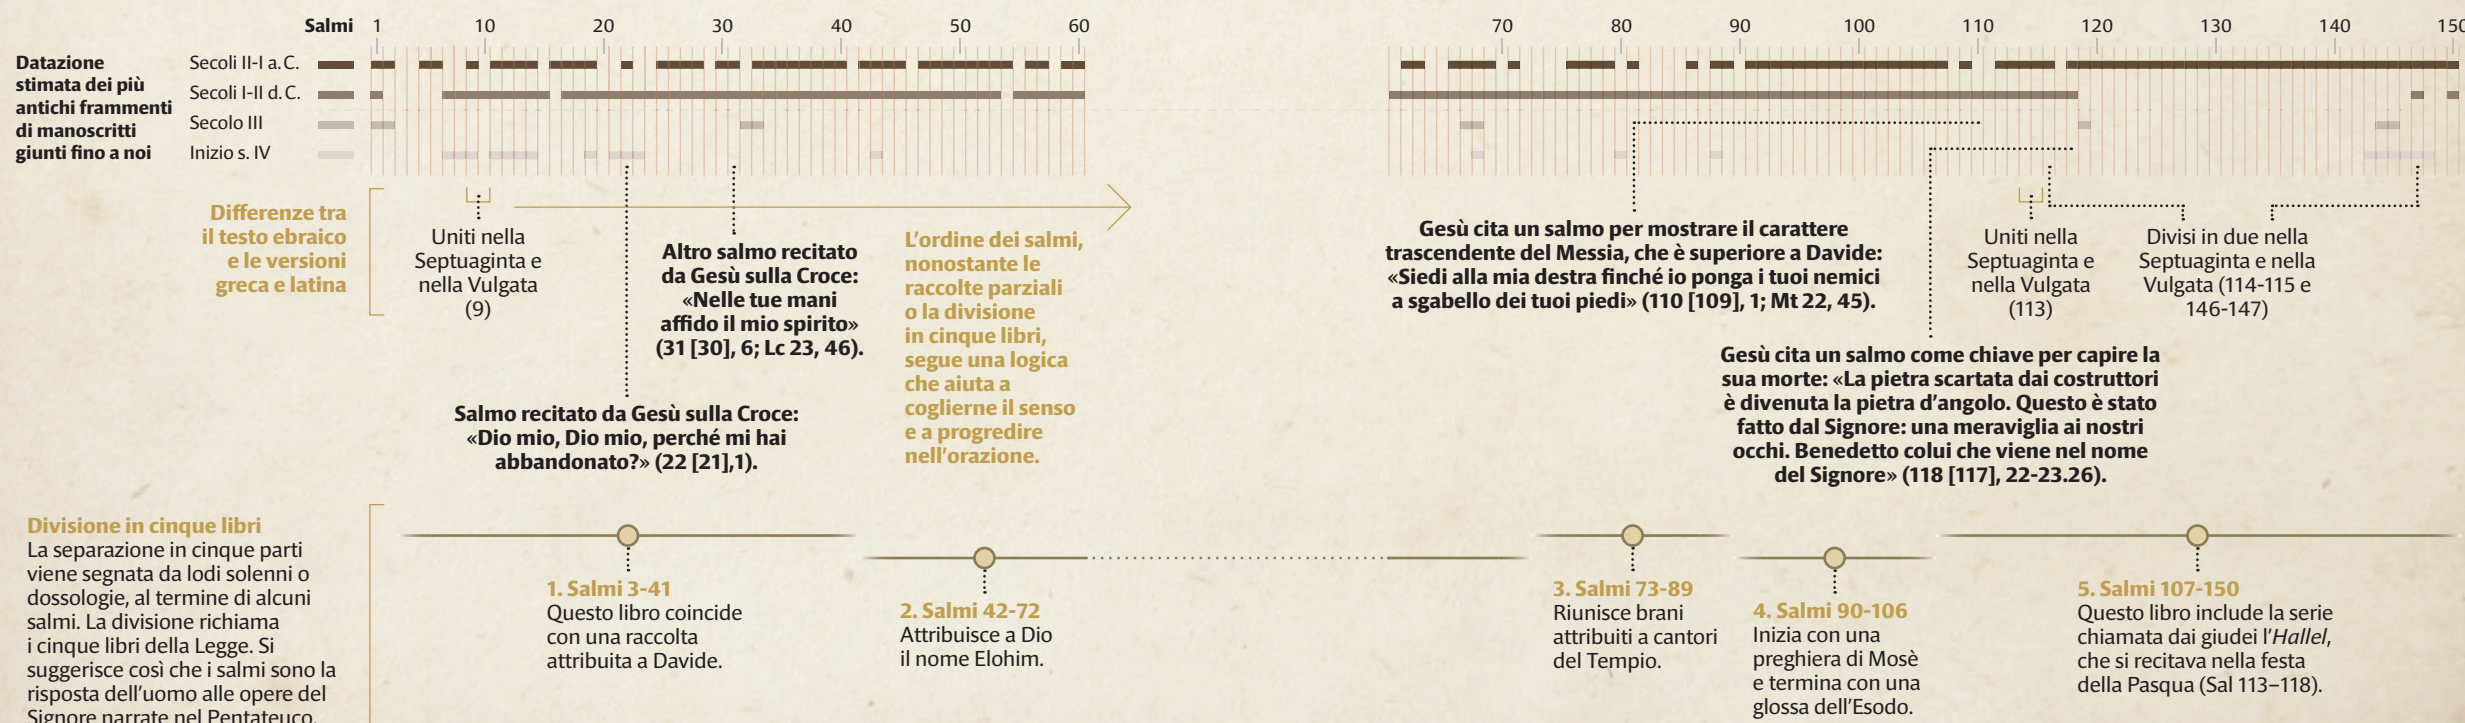 Salmi 1 10 20 30 40 50 60 70 80 90 100 110 120 130 140 150
Datazione
stimata dei più
antichi frammenti
di manoscritti
giunti fino a noi
Secoli II-I a. C.
Secoli I-II d. C.
Secolo III
Inizio s. IV
Differenze tra
il testo ebraico
e le versioni
greca e latina
Uniti nella
Septuaginta e
nella Vulgata
(9)
Salmo recitato da Gesù sulla Croce:
«Dio mio, Dio mio, perché mi hai
abbandonato?» (22 [21],1).
Altro salmo recitato
da Gesù sulla Croce:
«Nelle tue mani
affido il mio spirito»
(31 [30], 6; Lc 23, 46).
L’ordine dei salmi,
nonostante le
raccolte parziali
o la divisione
in cinque libri,
segue una logica
che aiuta a
coglierne il senso
e a progredire
nell’orazione.
Gesù cita un salmo per mostrare il carattere
trascendente del Messia, che è superiore a Davide:
«Siedi alla mia destra finché io ponga i tuoi nemici
a sgabello dei tuoi piedi» (110 [109], 1; Mt 22, 45).
Gesù cita un salmo come chiave per capire la
sua morte: «La pietra scartata dai costruttori
è divenuta la pietra d’angolo. Questo è stato
fatto dal Signore: una meraviglia ai nostri
occhi. Benedetto colui che viene nel nome
del Signore» (118 [117], 22-23.26).
Uniti nella
Septuaginta e
nella Vulgata
(113)
Divisi in due nella
Septuaginta e nella
Vulgata (114-115 e
146-147)
Divisione in cinque libri
La separazione in cinque parti
viene segnata da lodi solenni o
dossologie, al termine di alcuni
salmi. La divisione richiama
i cinque libri della Legge. Si
suggerisce così che i salmi sono la
risposta dell’uomo alle opere del
Signore narrate nel Pentateuco.
1. Salmi 3-41
Questo libro coincide
con una raccolta
attribuita a Davide.
2. Salmi 42-72
Attribuisce a Dio
il nome Elohim.
3. Salmi 73-89
Riunisce brani
attribuiti a cantori
del Tempio.
4. Salmi 90-106
Inizia con una
preghiera di Mosè
e termina con una
glossa dell’Esodo.
5. Salmi 107-150
Questo libro include la serie
chiamata dai giudei l’Hallel,
che si recitava nella festa
della Pasqua (Sal 113–118).